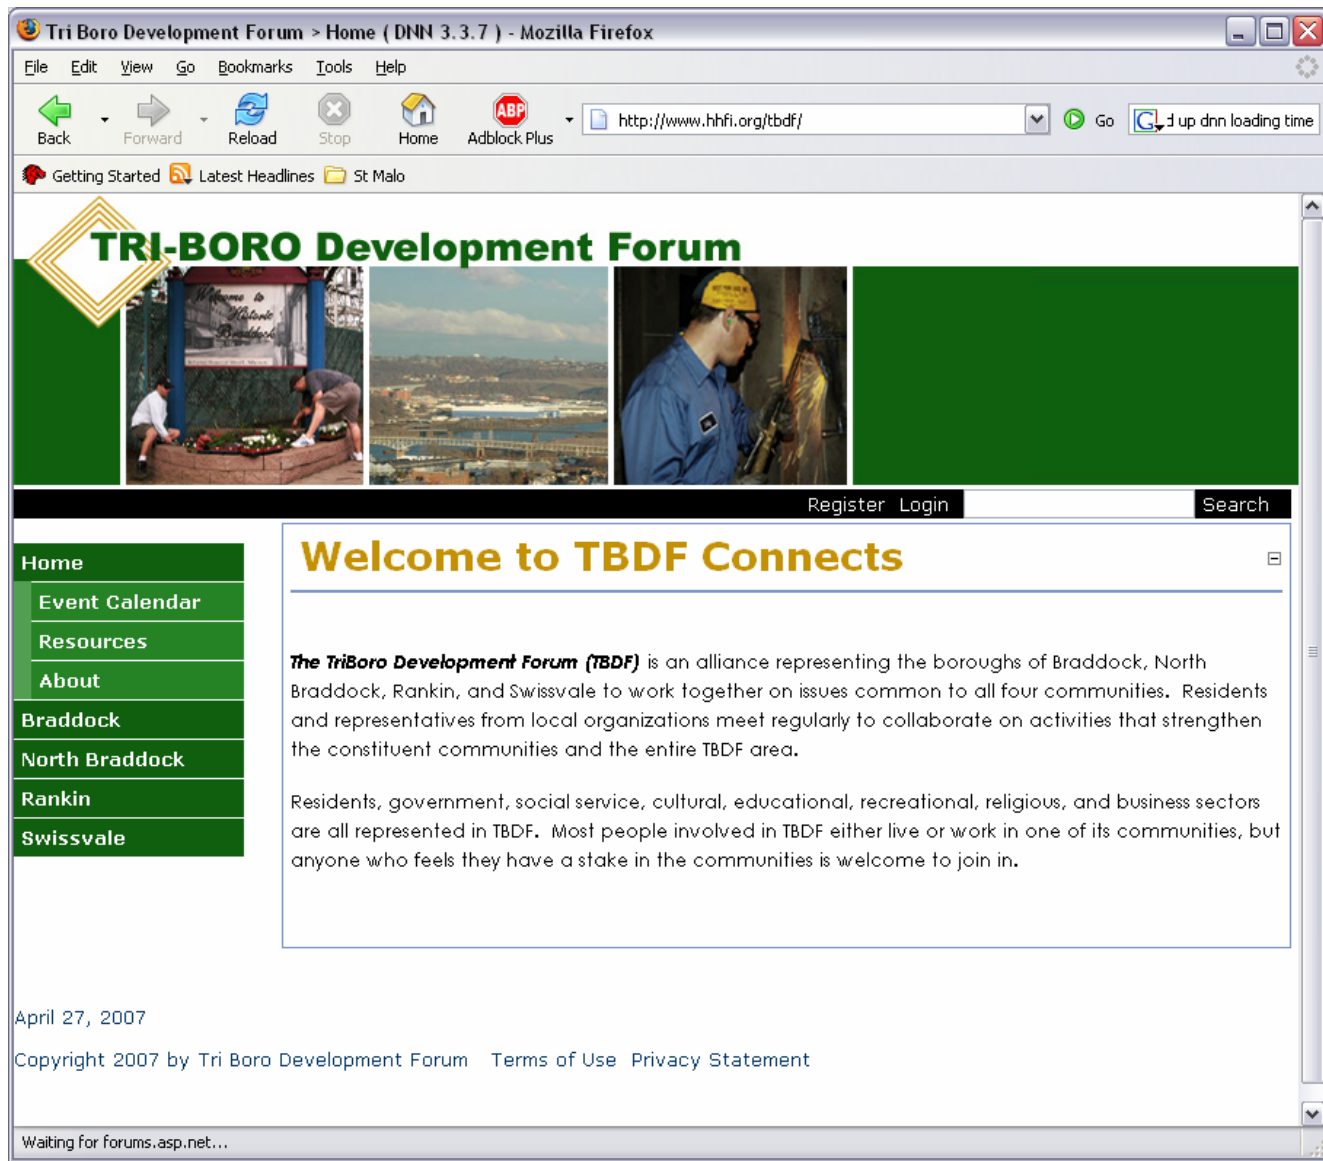 Tri Boro Development Forum > Home ( DNN 3.3.7 ) - Mozilla Firefox
File Edit View Go Bookmarks Tools Help
Back Forward Reload Stop Home Adblock Plus http://www.hhfi.org/tbdf/ Go d up dnn loading time
ABP
Getting Started Latest Headlines St Malo
TRI-BORO Development Forum
Welcome to
Historic
Braddock
Register Login Search
Home
Event Calendar
Resources
About
Braddock
North Braddock
Rankin
Swissvale
Welcome to TBDF Connects
The TriBoro Development Forum (TBDF) is an alliance representing the boroughs of Braddock, North
Braddock, Rankin, and Swissvale to work together on issues common to all four communities. Residents
and representatives from local organizations meet regularly to collaborate on activities that strengthen
the constituent communities and the entire TBDF area.
Residents, government, social service, cultural, educational, recreational, religious, and business sectors
are all represented in TBDF. Most people involved in TBDF either live or work in one of its communities, but
anyone who feels they have a stake in the communities is welcome to join in.
April 27, 2007
Copyright 2007 by Tri Boro Development Forum Terms of Use Privacy Statement
Waiting for forums.asp.net...